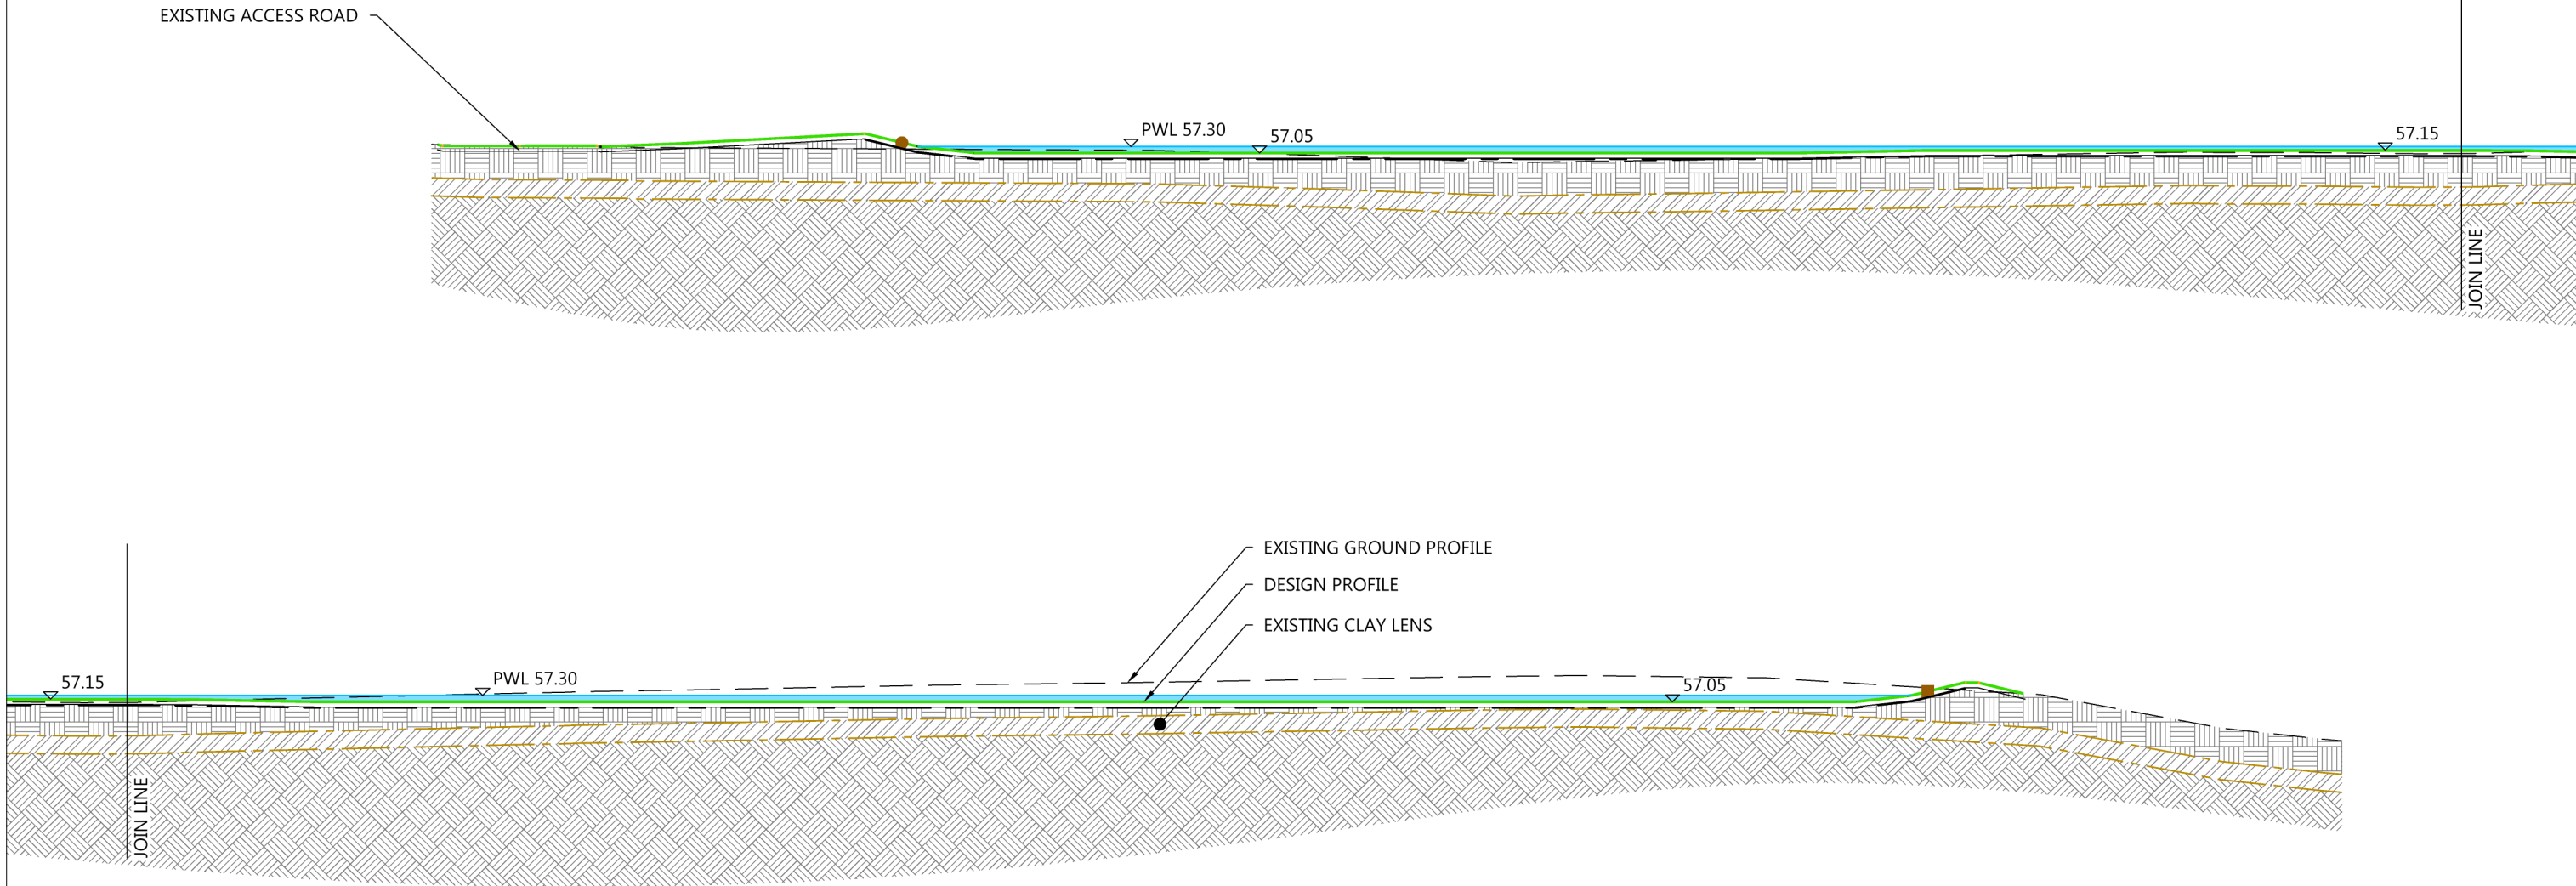 EXISTING ACCESS ROAD
PWL 57.30
57.05
57.15
JOIN LINE
EXISTING GROUND PROFILE
DESIGN PROFILE
EXISTING CLAY LENS
57.15
PWL 57.30
57.05
JOIN LINE